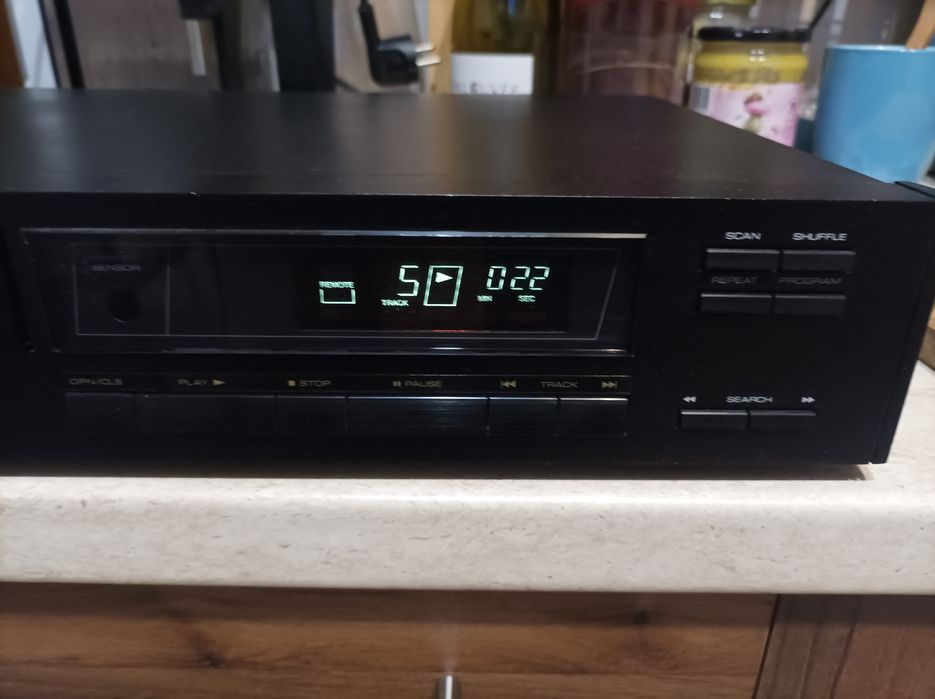 SCAN SHUFFLE
SENSOR
REPEAT PROGRAM
REMOTE
5 0 22
TRACK MIN SEC
OPN/CLS PLAY ▶ ■ STOP ▮▮ PAUSE ⏮ TRACK ⏭
◀◀ SEARCH ▶▶